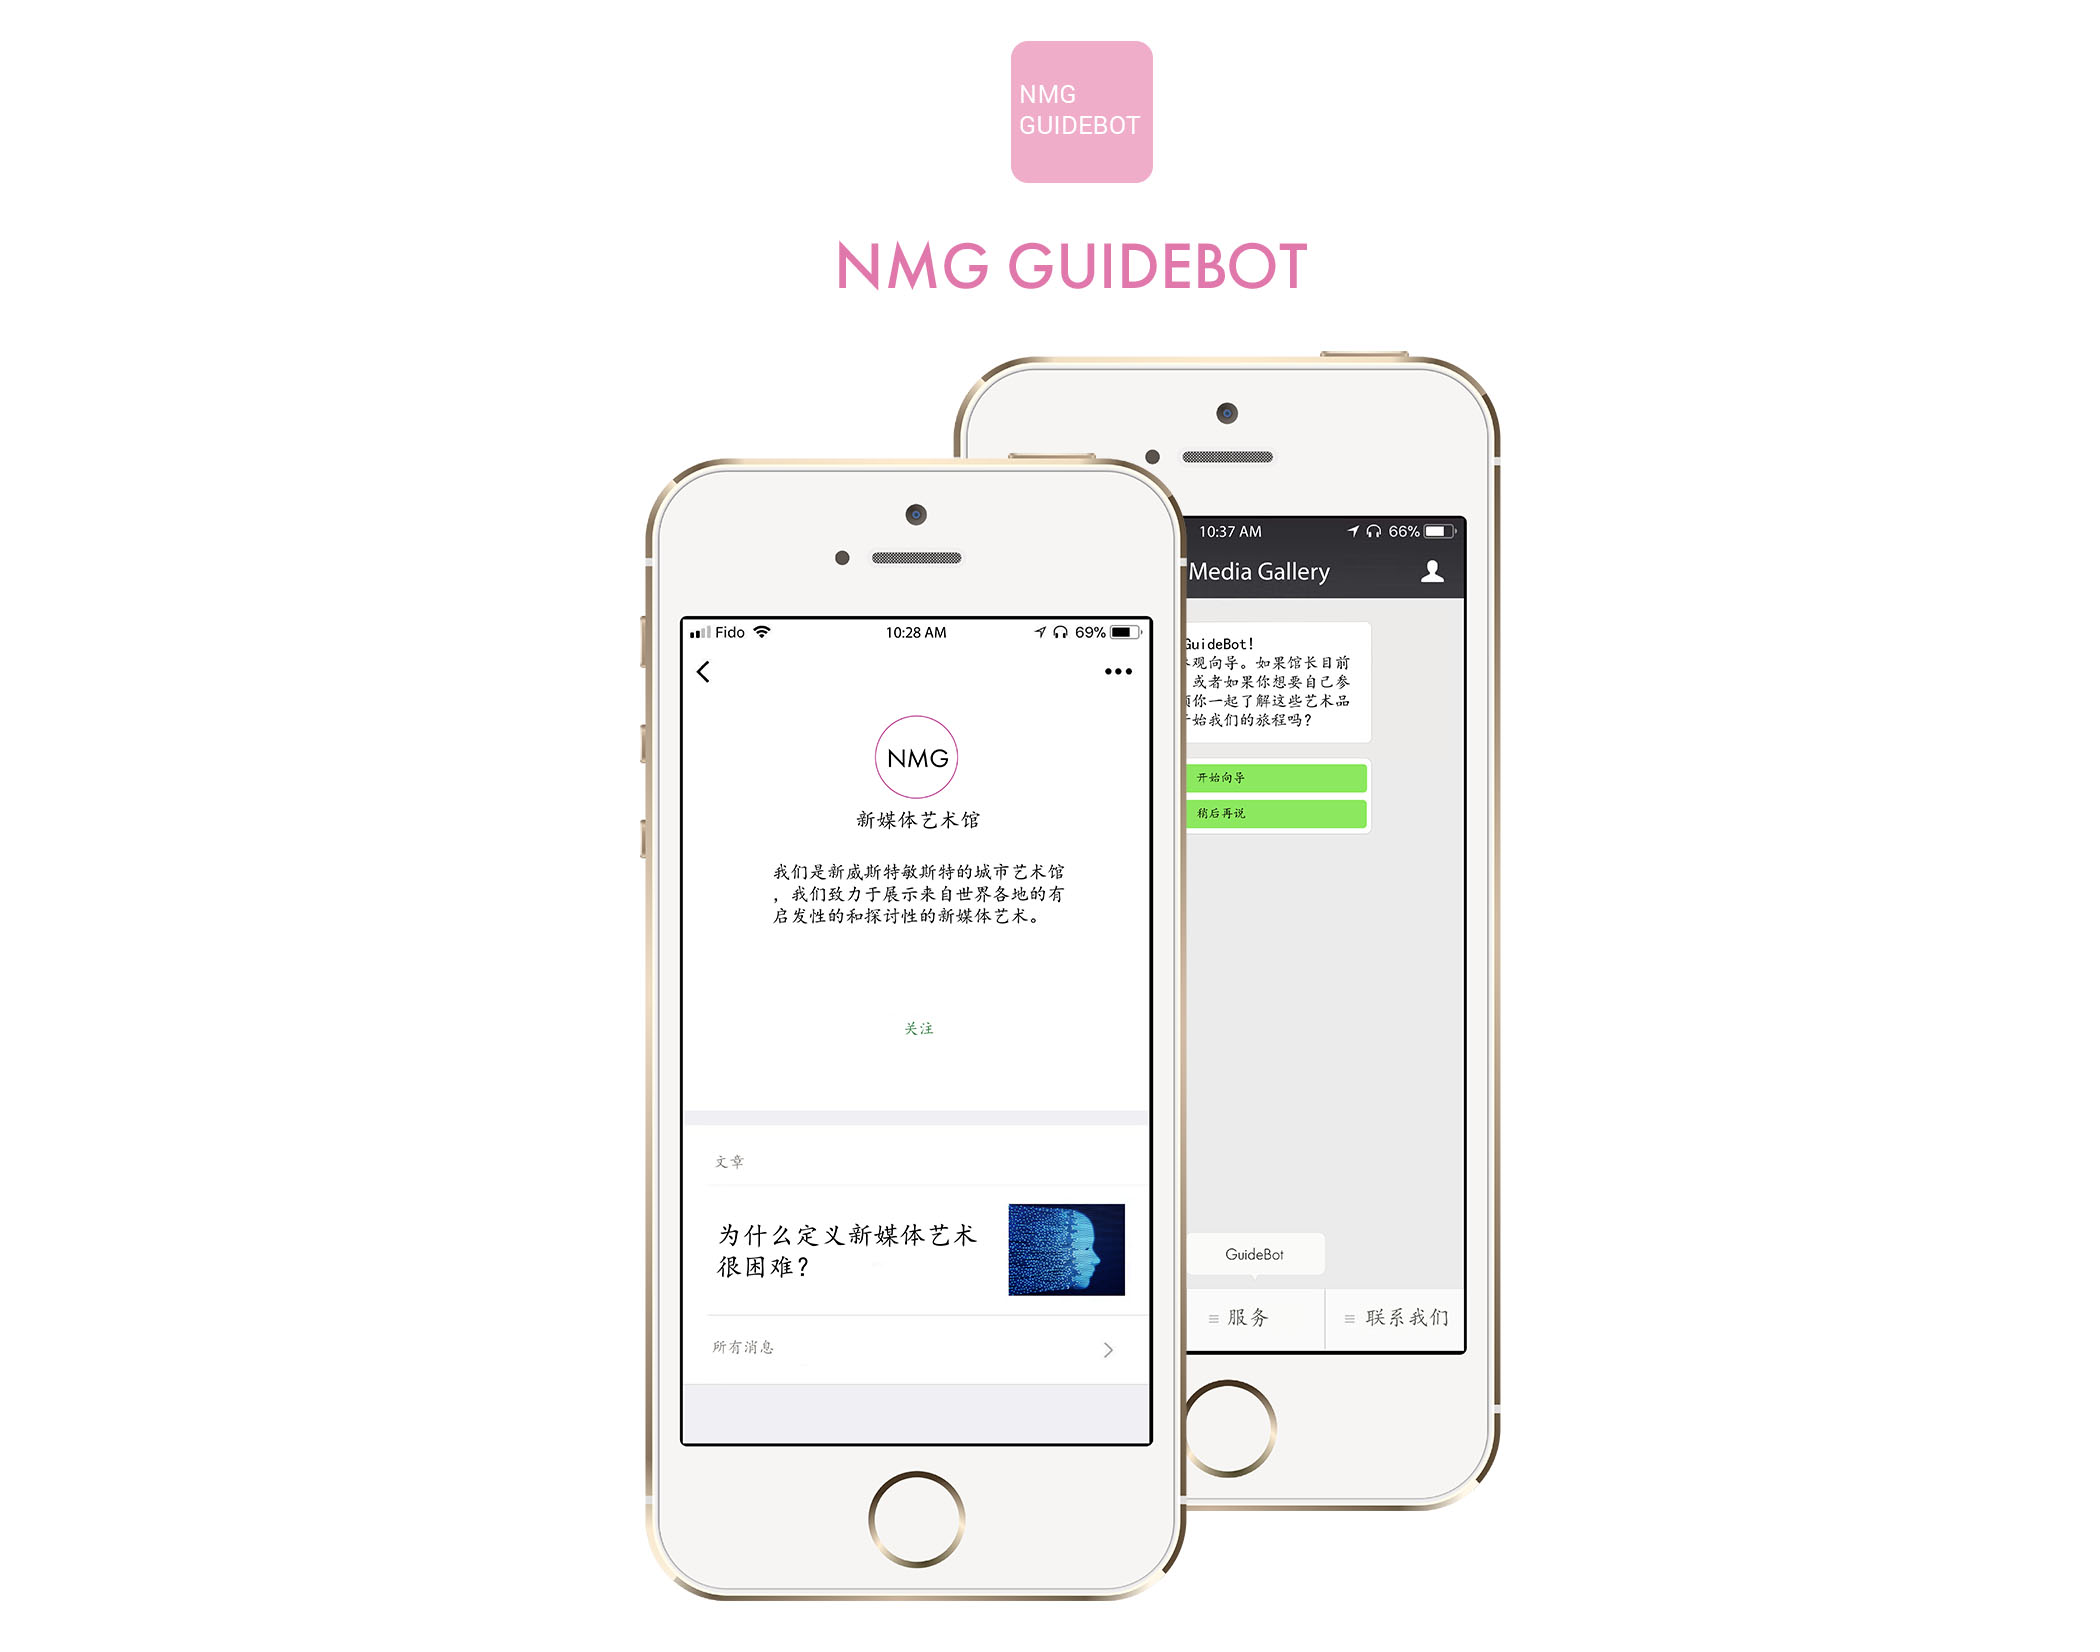 NMG
GUIDEBOT
NMG GUIDEBOT
Fido
10:28 AM
69%
NMG
新媒体艺术馆
我们是新威斯特敏斯特的城市艺术馆
，我们致力于展示来自世界各地的有
启发性的和探讨性的新媒体艺术。
关注
文章
为什么定义新媒体艺术
很困难？
所有消息
10:37 AM
66%
Media Gallery
GuideBot!
观向导。如果馆长目前
或者如果你想要自己参
你一起了解这些艺术品
始我们的旅程吗？
开始向导
稍后再说
GuideBot
服务
联系我们